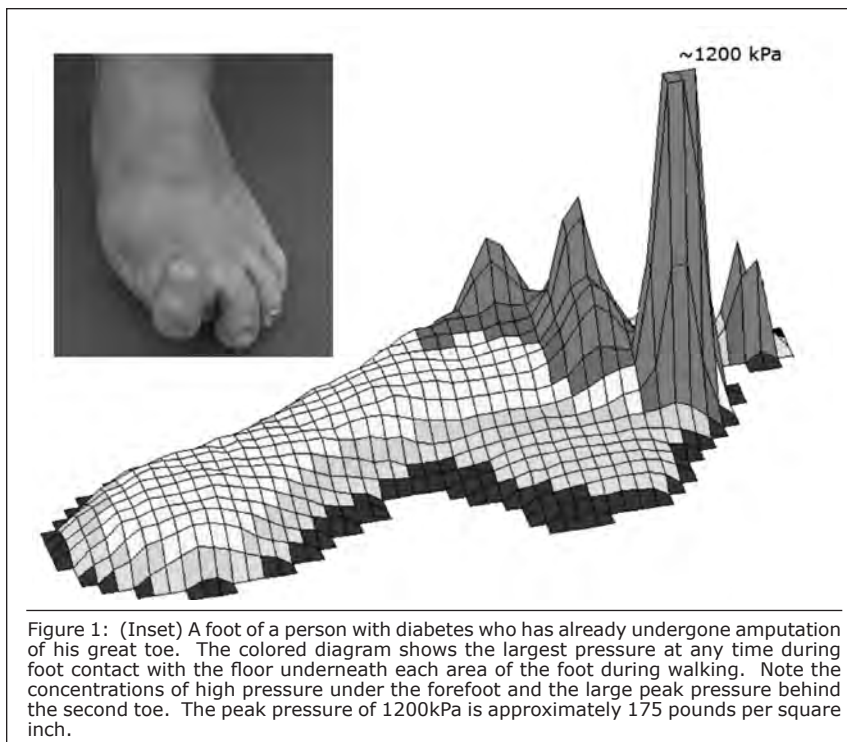 ~1200 kPa
Figure 1: (Inset) A foot of a person with diabetes who has already undergone amputation
of his great toe. The colored diagram shows the largest pressure at any time during
foot contact with the floor underneath each area of the foot during walking. Note the
concentrations of high pressure under the forefoot and the large peak pressure behind
the second toe. The peak pressure of 1200kPa is approximately 175 pounds per square
inch.